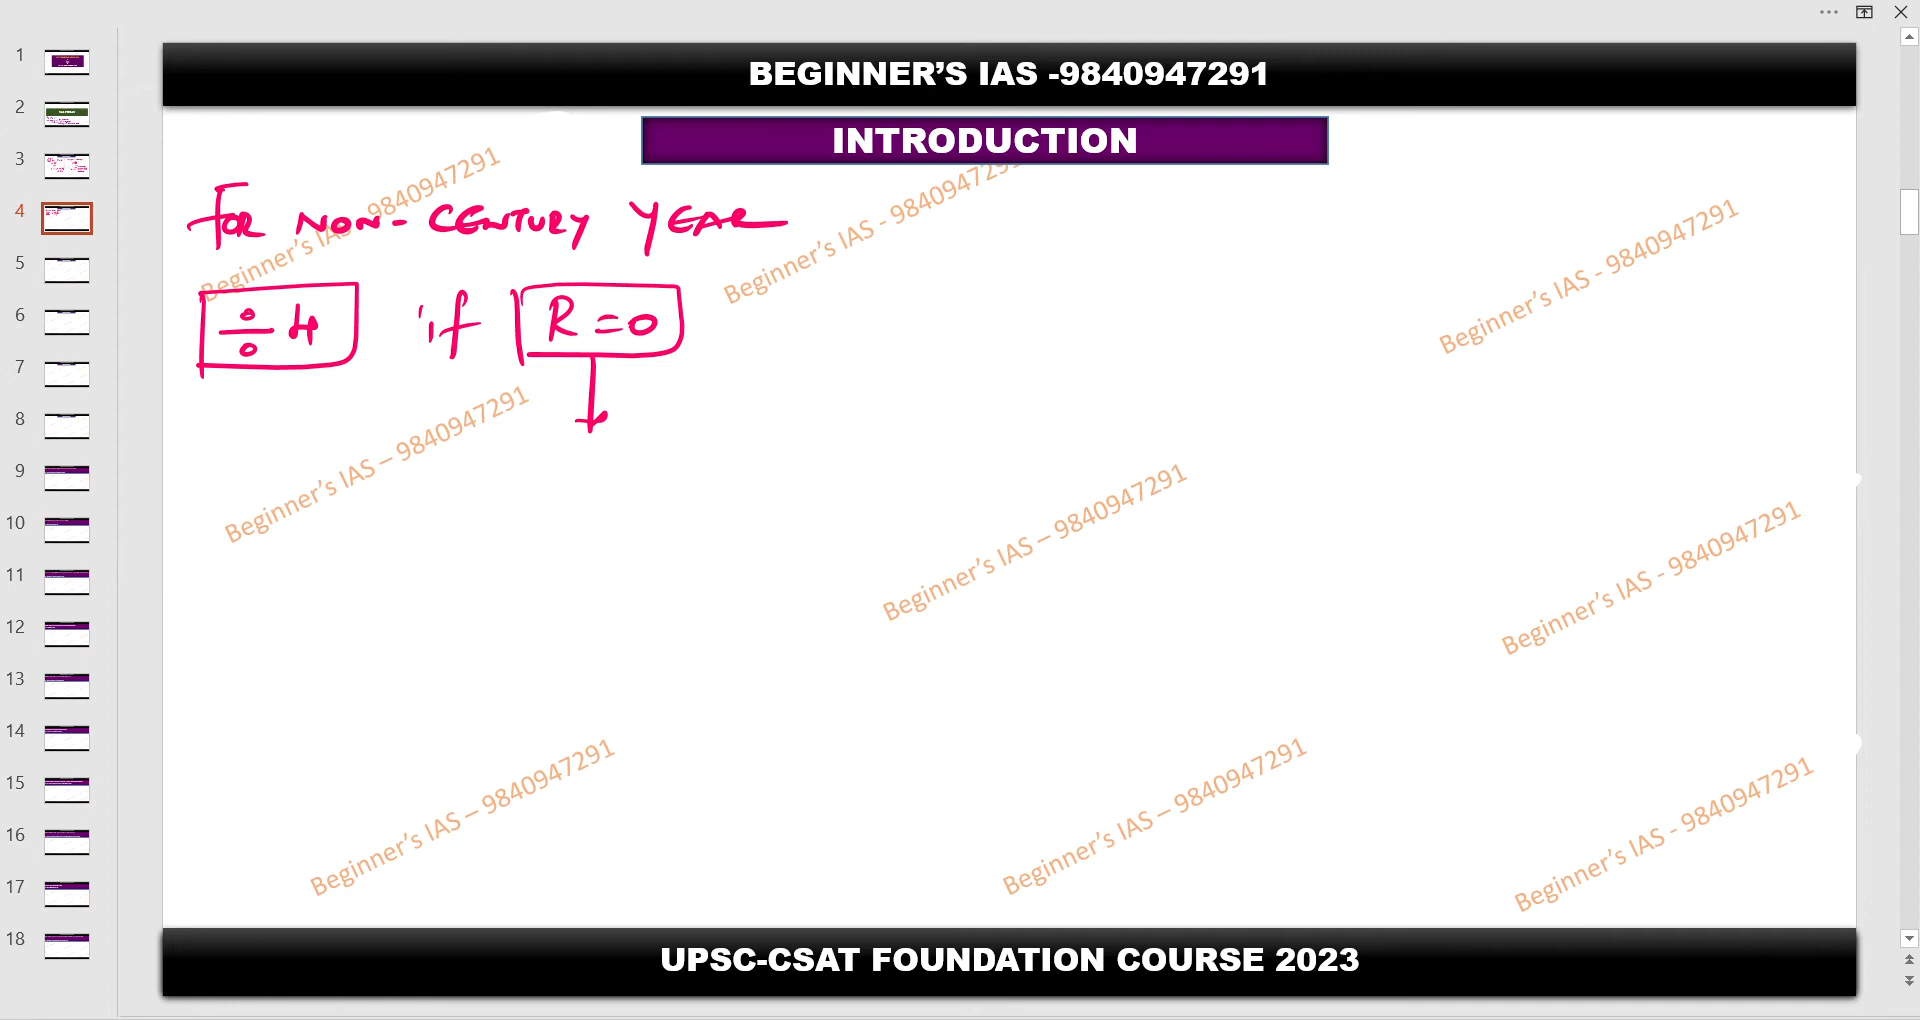 1
2
3
4
5
6
7
8
9
10
11
12
13
14
15
16
17
18
BEGINNER’S IAS -9840947291
INTRODUCTION
FOR NON-CENTURY YEAR
÷ 4 if R = 0
Beginner’s IAS - 9840947291
Beginner’s IAS - 9840947291
Beginner’s IAS - 9840947291
Beginner’s IAS – 9840947291
Beginner’s IAS – 9840947291
Beginner’s IAS - 9840947291
Beginner’s IAS – 9840947291
Beginner’s IAS – 9840947291
Beginner’s IAS - 9840947291
UPSC-CSAT FOUNDATION COURSE 2023